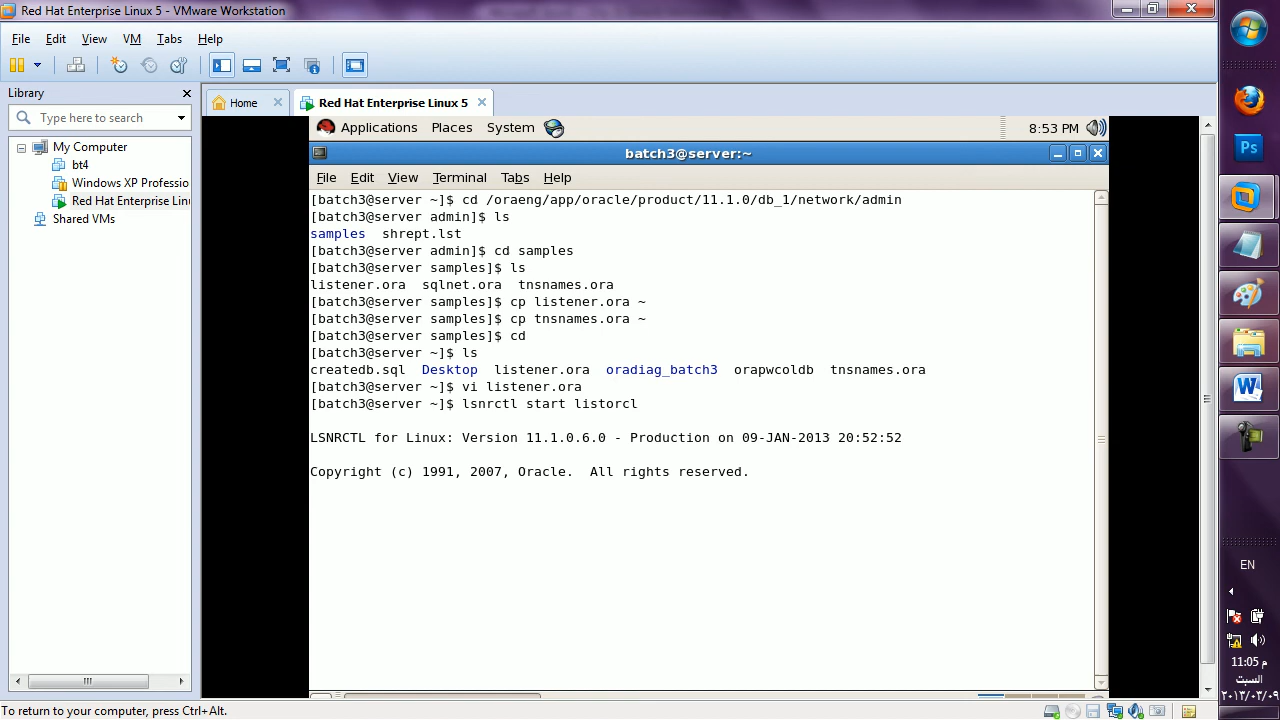 Red Hat Enterprise Linux 5 - VMware Workstation
File Edit View VM Tabs Help
Library
Type here to search
My Computer
bt4
Windows XP Professio
Red Hat Enterprise Linu
Shared VMs
Home
Red Hat Enterprise Linux 5
Applications Places System
8:53 PM
batch3@server:~
File Edit View Terminal Tabs Help
[batch3@server ~]$ cd /oraeng/app/oracle/product/11.1.0/db_1/network/admin
[batch3@server admin]$ ls
samples shrept.lst
[batch3@server admin]$ cd samples
[batch3@server samples]$ ls
listener.ora sqlnet.ora tnsnames.ora
[batch3@server samples]$ cp listener.ora ~
[batch3@server samples]$ cp tnsnames.ora ~
[batch3@server samples]$ cd
[batch3@server ~]$ ls
createdb.sql Desktop listener.ora oradiag_batch3 orapwcoldb tnsnames.ora
[batch3@server ~]$ vi listener.ora
[batch3@server ~]$ lsnrctl start listorcl
LSNRCTL for Linux: Version 11.1.0.6.0 - Production on 09-JAN-2013 20:52:52
Copyright (c) 1991, 2007, Oracle. All rights reserved.
Ps
W
EN
11:05 م
السبت
٢٠١٣/٠٣/٠٩
To return to your computer, press Ctrl+Alt.